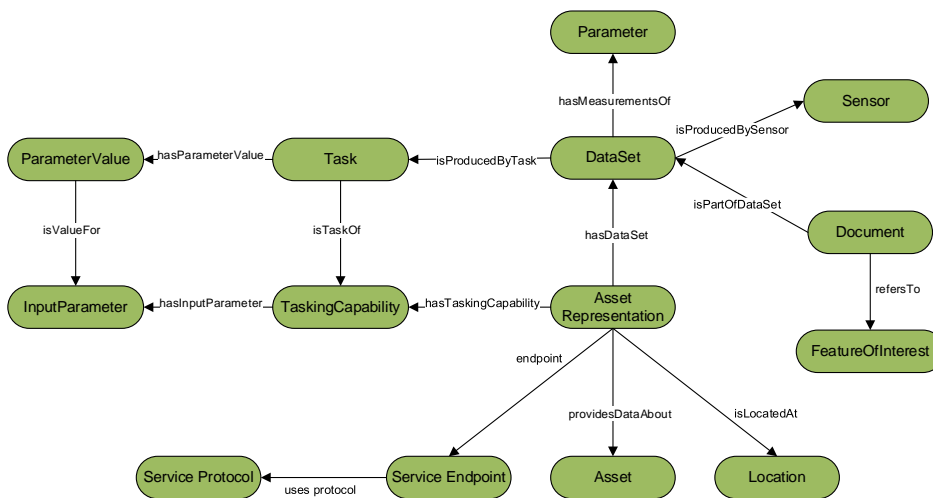 Parameter
hasMeasurementsOf
Sensor
isProducedBySensor
ParameterValue
hasParameterValue
Task
isProducedByTask
DataSet
isPartOfDataSet
isValueFor
isTaskOf
hasDataSet
Document
refersTo
InputParameter
hasInputParameter
TaskingCapability
hasTaskingCapability
Asset
Representation
FeatureOfInterest
endpoint
providesDataAbout
isLocatedAt
Service Protocol
uses protocol
Service Endpoint
Asset
Location